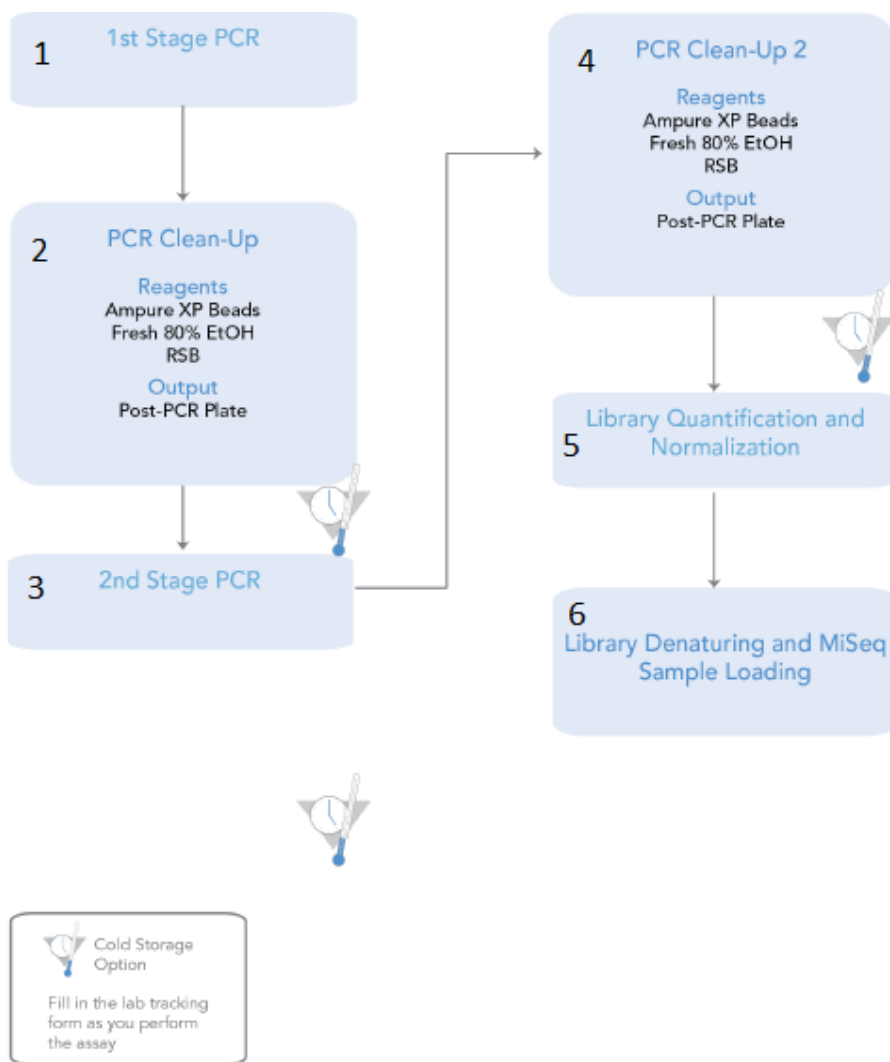 1
1st Stage PCR
2
PCR Clean-Up
Reagents
Ampure XP Beads
Fresh 80% EtOH
RSB
Output
Post-PCR Plate
3
2nd Stage PCR
4
PCR Clean-Up 2
Reagents
Ampure XP Beads
Fresh 80% EtOH
RSB
Output
Post-PCR Plate
5
Library Quantification and
Normalization
6
Library Denaturing and MiSeq
Sample Loading
Cold Storage
Option
Fill in the lab tracking
form as you perform
the assay